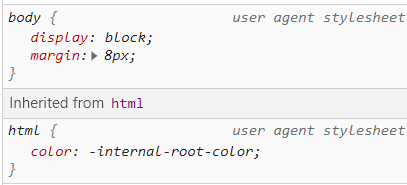 body { user agent stylesheet
display: block;
margin:▶ 8px;
}
Inherited from html
html { user agent stylesheet
color: -internal-root-color;
}